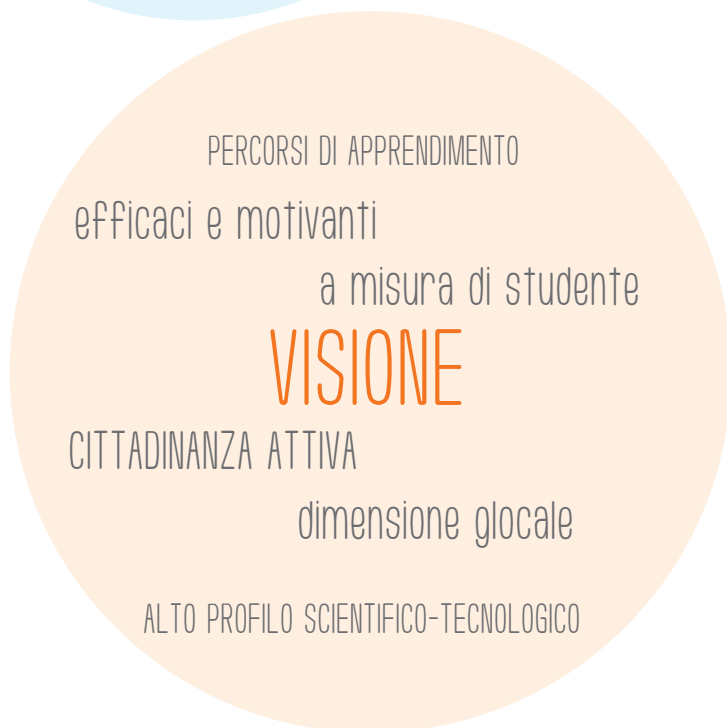 PERCORSI DI APPRENDIMENTO
efficaci e motivanti
a misura di studente
VISIONE
CITTADINANZA ATTIVA
dimensione glocale
ALTO PROFILO SCIENTIFICO-TECNOLOGICO